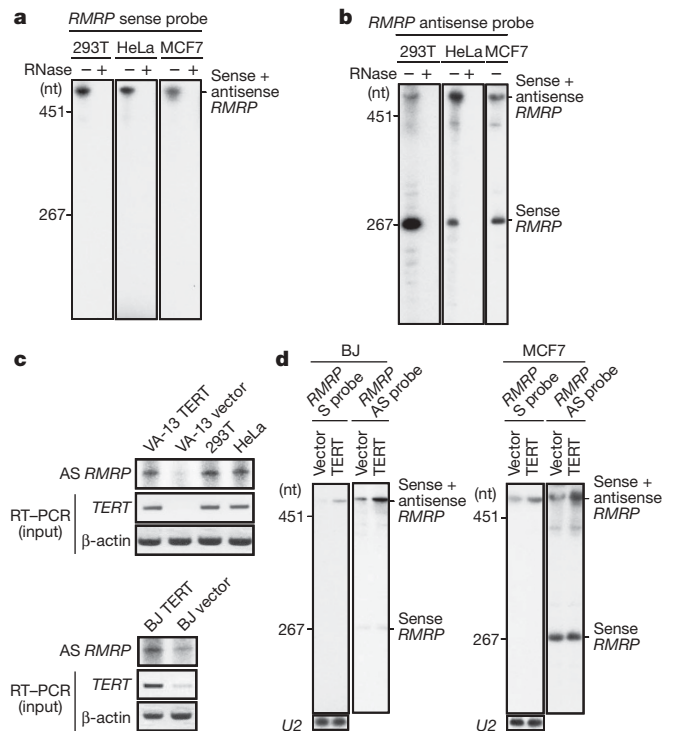 a
RMRP sense probe
293T HeLa MCF7
RNase – + – + – +
(nt)
Sense +
antisense
RMRP
451
267
b
RMRP antisense probe
293T HeLa MCF7
RNase – + – + –
(nt)
Sense +
antisense
RMRP
451
267
Sense
RMRP
c
VA-13 TERT
VA-13 vector
293T
HeLa
AS RMRP
RT–PCR
(input)
TERT
β-actin
BJ TERT
BJ vector
AS RMRP
RT–PCR
(input)
TERT
β-actin
d
BJ
RMRP
S probe
RMRP
AS probe
Vector
TERT
Vector
TERT
(nt)
451
267
Sense +
antisense
RMRP
Sense
RMRP
U2
MCF7
RMRP
S probe
RMRP
AS probe
Vector
TERT
Vector
TERT
(nt)
451
267
Sense +
antisense
RMRP
Sense
RMRP
U2